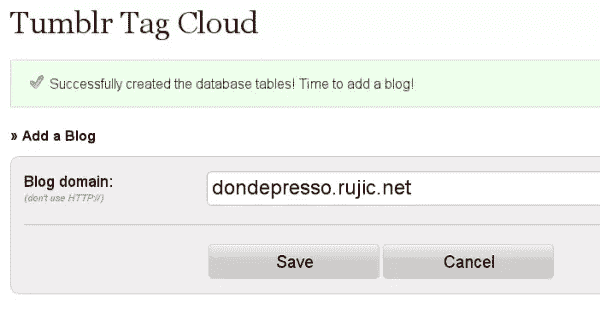 Tumblr Tag Cloud
Successfully created the database tables! Time to add a blog!
» Add a Blog
Blog domain:
dondepresso.rujic.net
(don't use HTTP://)
Save Cancel